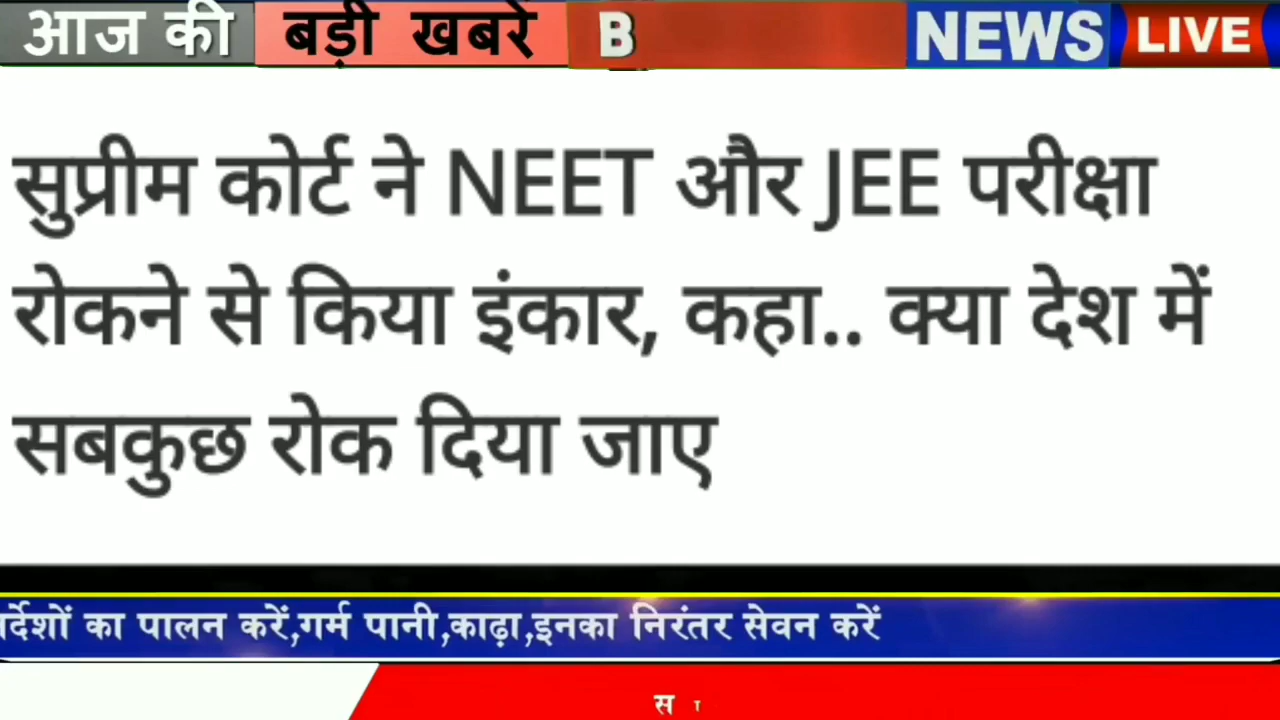 आज की बड़ी खबरें B NEWS LIVE
सुप्रीम कोर्ट ने NEET और JEE परीक्षा
रोकने से किया इंकार, कहा.. क्या देश में
सबकुछ रोक दिया जाए
र्देशों का पालन करें,गर्म पानी,काढ़ा,इनका निरंतर सेवन करें